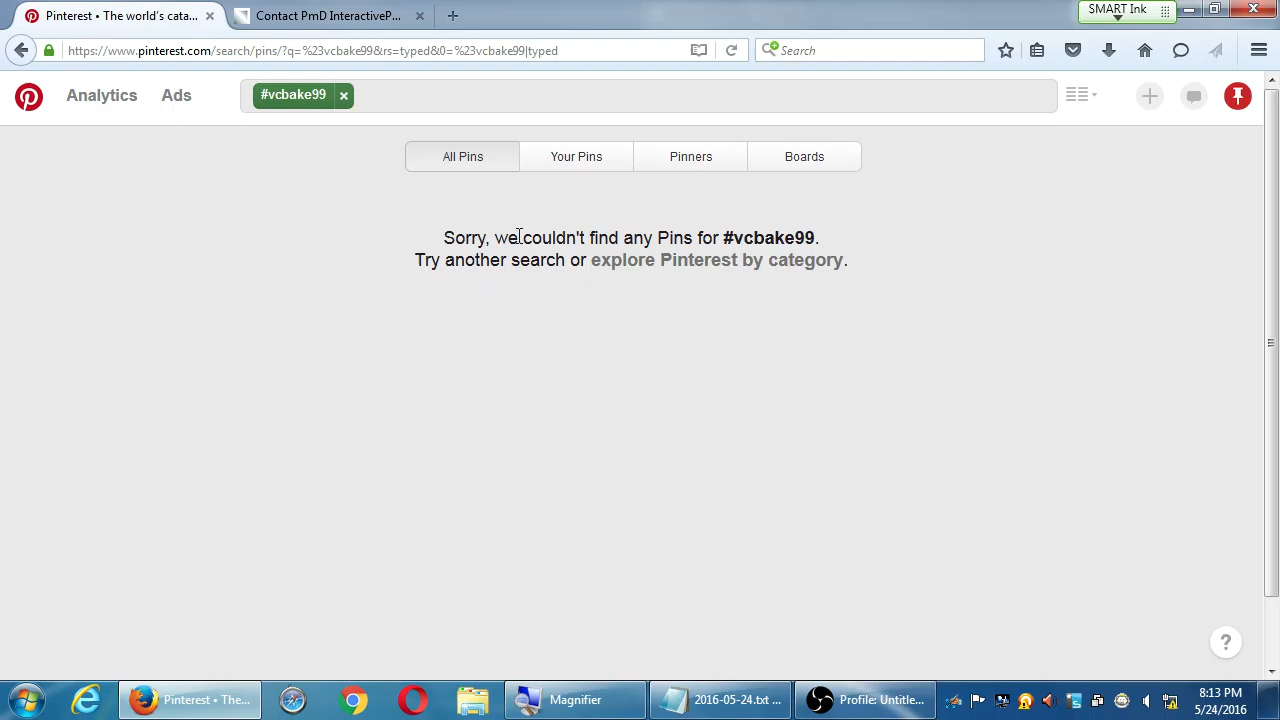 Pinterest • The world's cata...
Contact PmD InteractiveP...
SMART Ink
https://www.pinterest.com/search/pins/?q=%23vcbake99&rs=typed&0=%23vcbake99|typed
Search
Analytics
Ads
#vcbake99
All Pins
Your Pins
Pinners
Boards
Sorry, we couldn't find any Pins for #vcbake99.
Try another search or explore Pinterest by category.
?
Pinterest • The...
Magnifier
2016-05-24.txt ...
Profile: Untitle...
8:13 PM
5/24/2016